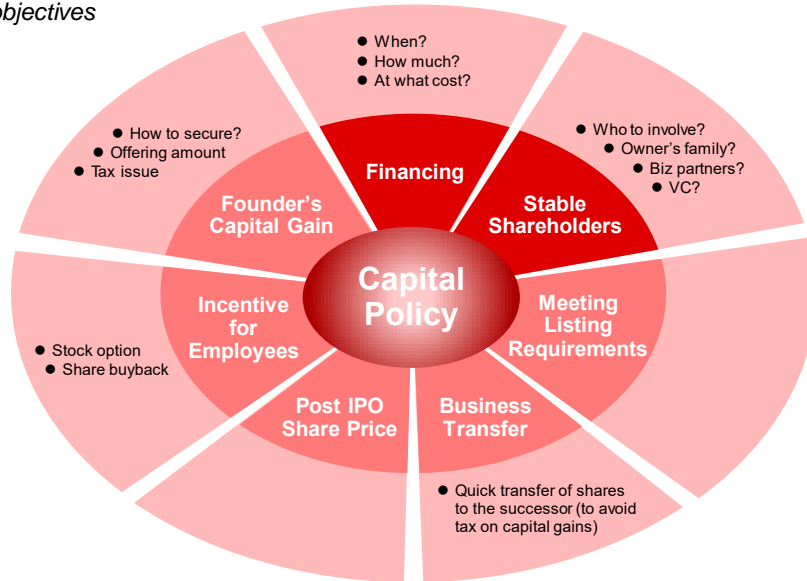 objectives
● When?
● How much?
● At what cost?
● How to secure?
● Offering amount
● Tax issue
● Who to involve?
● Owner's family?
● Biz partners?
● VC?
Financing
Founder's
Capital Gain
Stable
Shareholders
Capital
Policy
Incentive
for
Employees
Meeting
Listing
Requirements
● Stock option
● Share buyback
Post IPO
Share Price
Business
Transfer
● Quick transfer of shares
to the successor (to avoid
tax on capital gains)